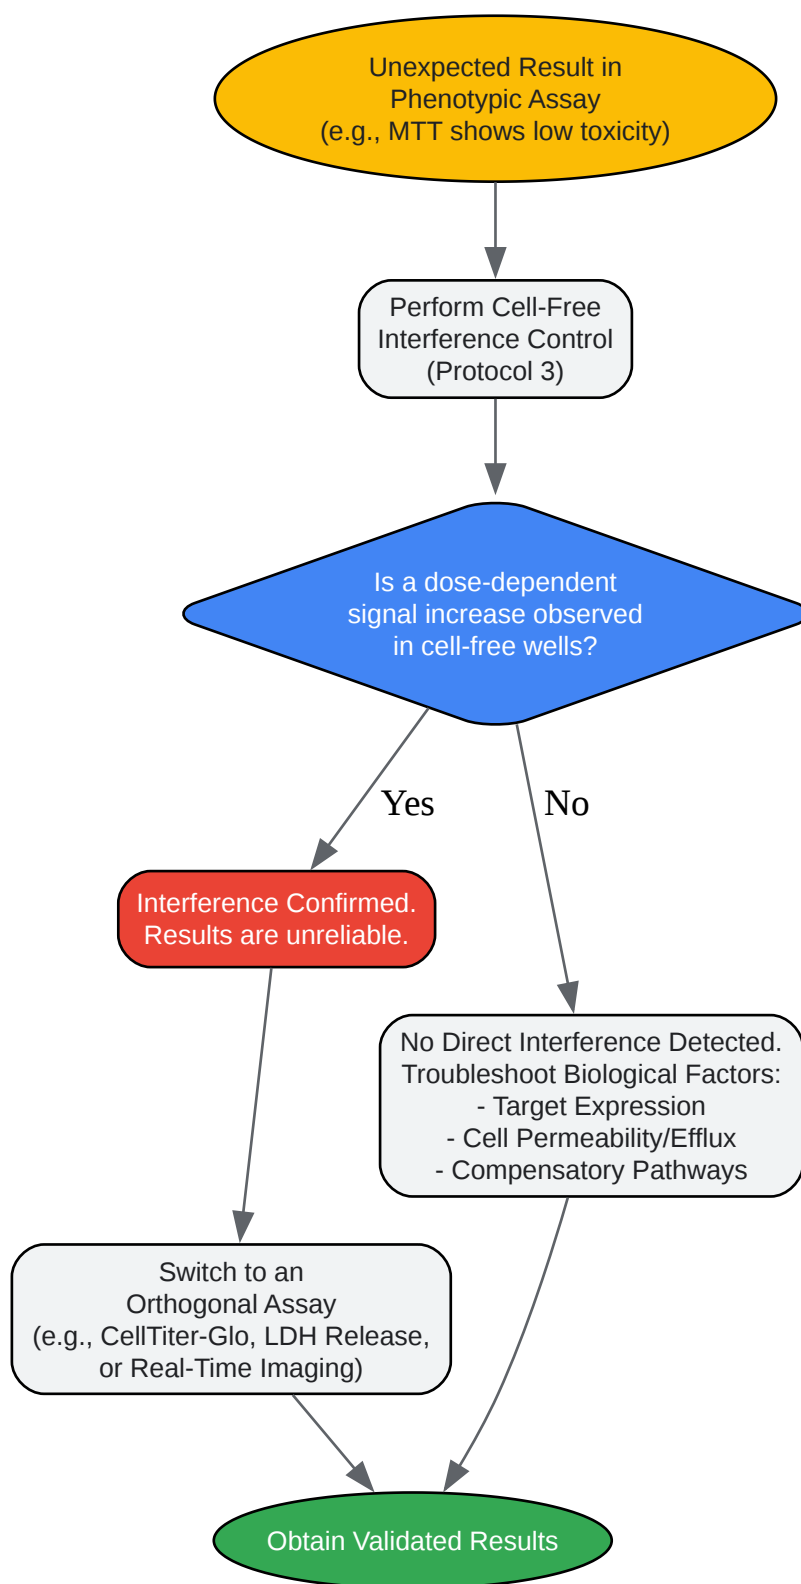 Unexpected Result in
Phenotypic Assay
(e.g., MTT shows low toxicity)
Perform Cell-Free
Interference Control
(Protocol 3)
Is a dose-dependent
signal increase observed
in cell-free wells?
Yes
No
Interference Confirmed.
Results are unreliable.
No Direct Interference Detected.
Troubleshoot Biological Factors:
- Target Expression
- Cell Permeability/Efflux
- Compensatory Pathways
Switch to an
Orthogonal Assay
(e.g., CellTiter-Glo, LDH Release,
or Real-Time Imaging)
Obtain Validated Results